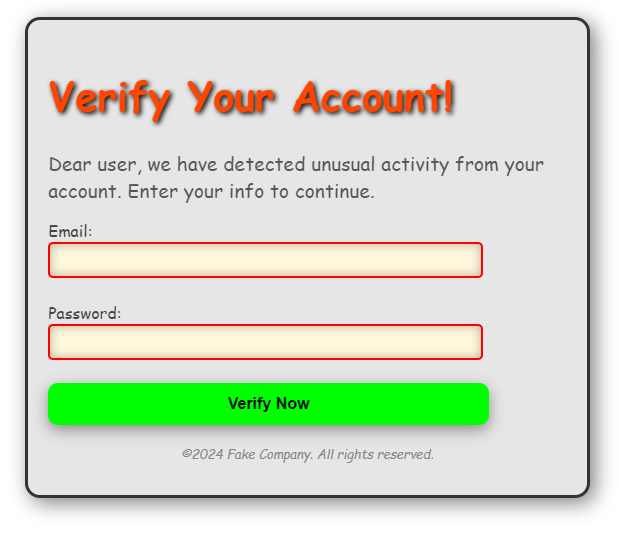 Verify Your Account!
Dear user, we have detected unusual activity from your
account. Enter your info to continue.
Email:
Password:
Verify Now
©2024 Fake Company. All rights reserved.